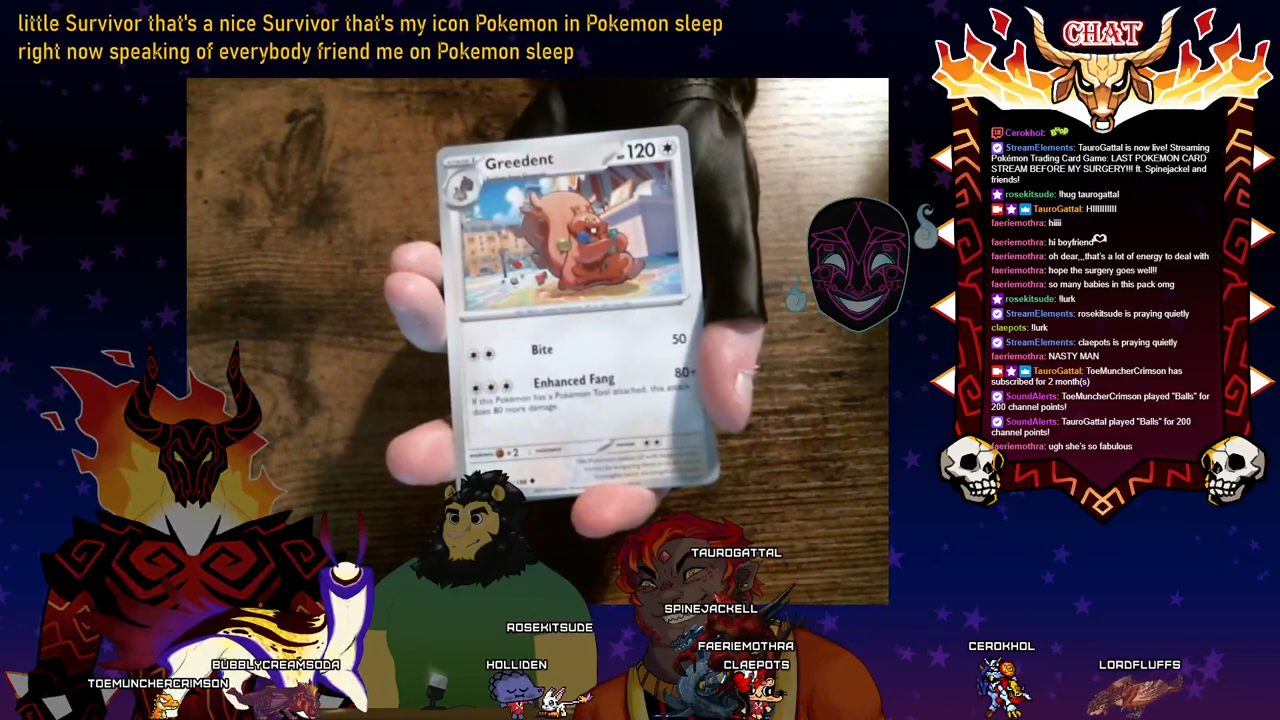 little Survivor that's a nice Survivor that's my icon Pokemon in Pokemon sleep
right now speaking of everybody friend me on Pokemon sleep
CHAT
Cerokhol:
StreamElements: TauroGattal is now live! Streaming
Pokémon Trading Card Game: LAST POKEMON CARD
STREAM BEFORE MY SURGERY!!! ft. Spinejackel and
friends!
rosekitsude: !hug taurogattal
TauroGattal: HIIIIIIIII
faeriemothra: hiiii
faeriemothra: hi boyfriend
faeriemothra: oh dear,,,that's a lot of energy to deal with
faeriemothra: hope the surgery goes well!!
faeriemothra: so many babies in this pack omg
rosekitsude: !lurk
StreamElements: rosekitsude is praying quietly
claepots: !lurk
StreamElements: claepots is praying quietly
faeriemothra: NASTY MAN
TauroGattal: ToeMuncherCrimson has
subscribed for 2 month(s)
SoundAlerts: ToeMuncherCrimson played "Balls" for
200 channel points!
SoundAlerts: TauroGattal played "Balls" for 200
channel points!
faeriemothra: ugh she's so fabulous
Greedent
120
Bite 50
Enhanced Fang 80+
If this Pokémon has a Pokémon Tool attached, this attack
does 80 more damage
×2
TAUROGATTAL
SPINEJACKELL
ROSEKITSUDE
FAERIEMOTHRA
CEROKHOL
BUBBLYCREAMSODA
HOLLIDEN
CLAEPOTS
LORDFLUFFS
TOEMUNCHERCRIMSON